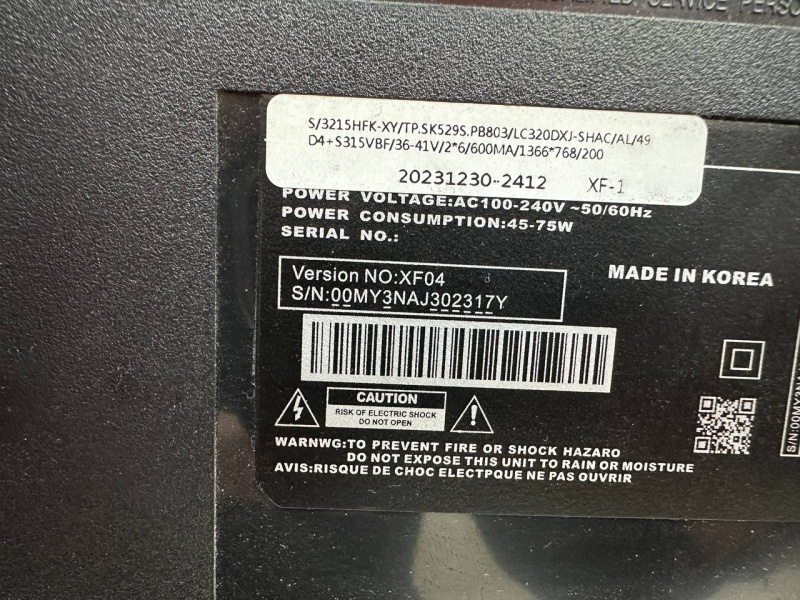 SERVICE PERSO
S/3215HFK-XY/TP.SK529S.PB803/LC320DXJ-SHAC/AL/49
D4+S315VBF/36-41V/2*6/600MA/1366*768/200
20231230-2412 XF-1
POWER VOLTAGE:AC100-240V ~50/60Hz
POWER CONSUMPTION:45-75W
SERIAL NO.:
Version NO:XF04
S/N:00MY3NAJ302317Y
MADE IN KOREA
CAUTION
RISK OF ELECTRIC SHOCK
DO NOT OPEN
WARNWG:TO PREVENT FIRE OR SHOCK HAZARO
DO NOT EXPOSE THIS UNIT TO RAIN OR MOISTURE
AVIS:RISQUE DE CHOC ELECTPQUE NE PAS OUVRIR